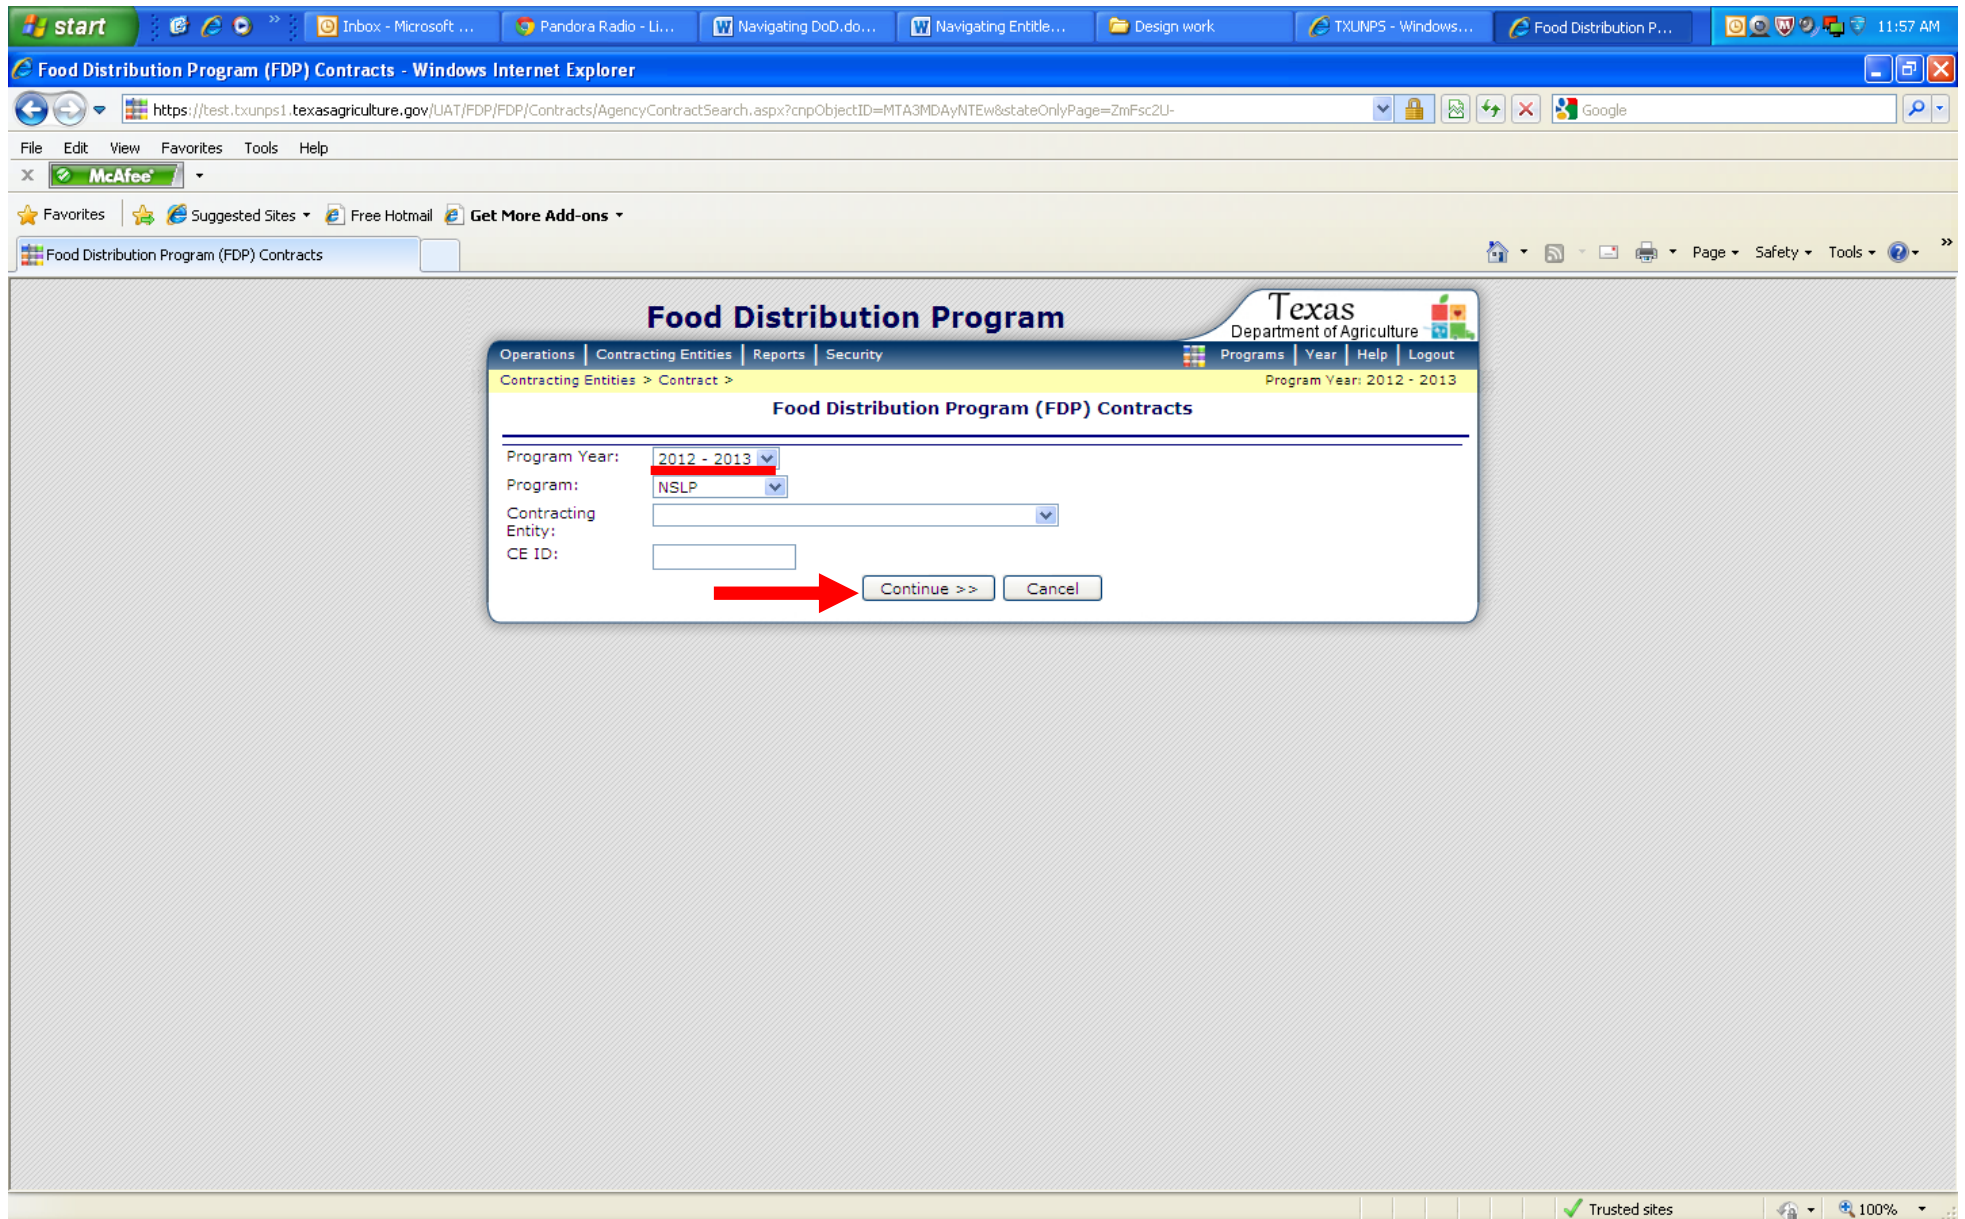 start
»
Inbox - Microsoft ...
Pandora Radio - Li...
Navigating DoD.do...
Navigating Entitle...
Design work
TXUNPS - Windows...
Food Distribution P...
11:57 AM
Food Distribution Program (FDP) Contracts - Windows Internet Explorer
https://test.txunps1.texasagriculture.gov/UAT/FDP/FDP/Contracts/AgencyContractSearch.aspx?cnpObjectID=MTA3MDAyNTEw&stateOnlyPage=ZmFsc2U-
Google
File Edit View Favorites Tools Help
x McAfee
Favorites Suggested Sites Free Hotmail Get More Add-ons
Food Distribution Program (FDP) Contracts
Page Safety Tools »
Food Distribution Program
Texas
Department of Agriculture
Operations | Contracting Entities | Reports | Security
Programs | Year | Help | Logout
Contracting Entities > Contract >
Program Year: 2012 - 2013
Food Distribution Program (FDP) Contracts
Program Year: 2012 - 2013
Program: NSLP
Contracting
Entity:
CE ID:
Continue >> Cancel
Trusted sites
100%